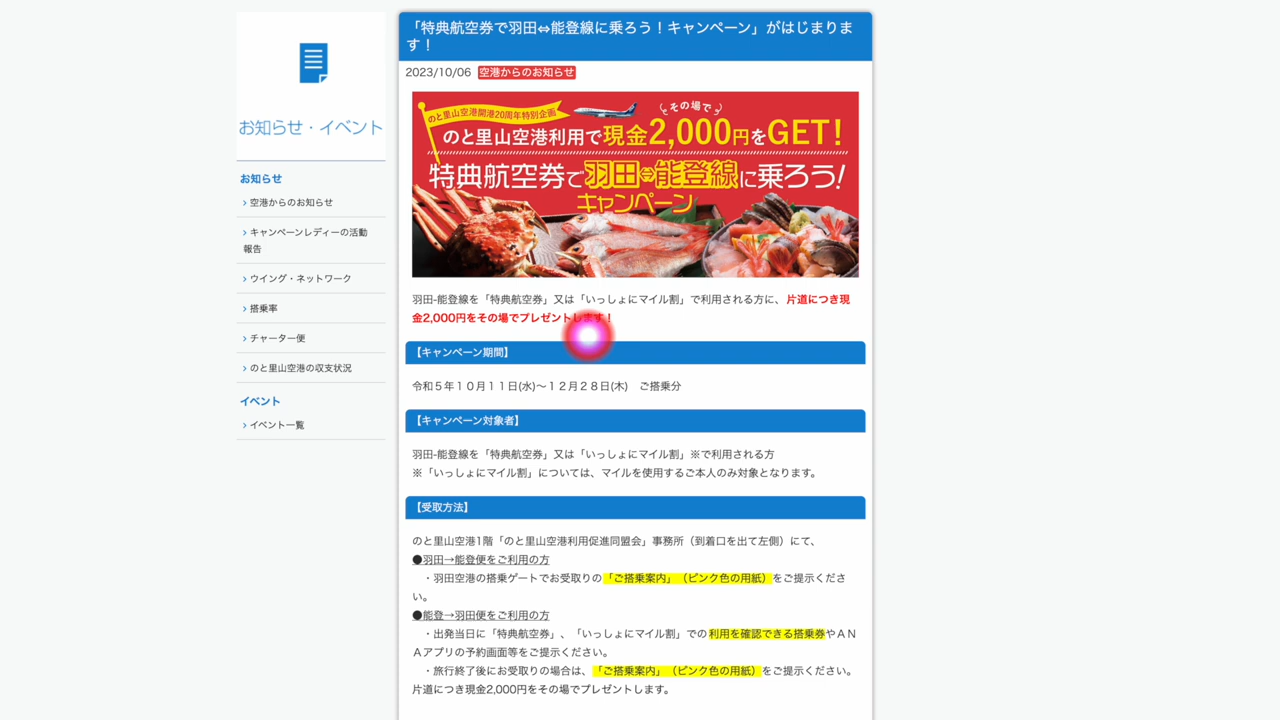 お知らせ・イベント
お知らせ
空港からのお知らせ
キャンペーンレディーの活動
報告
ウイング・ネットワーク
搭乗率
チャーター便
のと里山空港の収支状況
イベント
イベント一覧
「特典航空券で羽田⇔能登線に乗ろう！キャンペーン」がはじまりま
す！
2023/10/06 空港からのお知らせ
のと里山空港開港20周年特別企画
その場で
のと里山空港利用で現金2,000円をGET!
特典航空券で羽田⇔能登線に乗ろう!
キャンペーン
羽田-能登線を「特典航空券」又は「いっしょにマイル割」で利用される方に、片道につき現
金2,000円をその場でプレゼントします！
【キャンペーン期間】
令和５年１０月１１日(水)～１２月２８日(木)　ご搭乗分
【キャンペーン対象者】
羽田-能登線を「特典航空券」又は「いっしょにマイル割」※で利用される方
※「いっしょにマイル割」については、マイルを使用するご本人のみ対象となります。
【受取方法】
のと里山空港1階「のと里山空港利用促進同盟会」事務所（到着口を出て左側）にて、
●羽田→能登便をご利用の方
・羽田空港の搭乗ゲートでお受取りの「ご搭乗案内」（ピンク色の用紙）をご提示くださ
い。
●能登→羽田便をご利用の方
・出発当日に「特典航空券」、「いっしょにマイル割」での利用を確認できる搭乗券やＡＮ
Ａアプリの予約画面等をご提示ください。
・旅行終了後にお受取りの場合は、「ご搭乗案内」（ピンク色の用紙）をご提示ください。
片道につき現金2,000円をその場でプレゼントします。